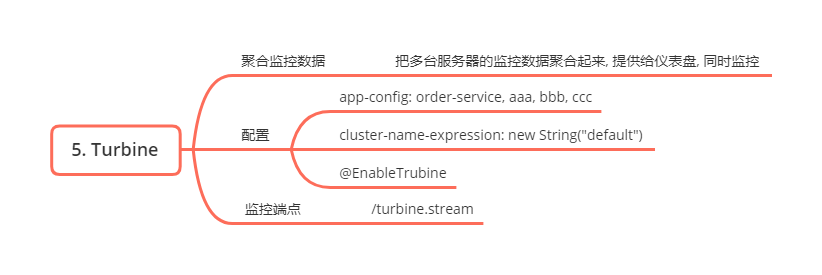 5. Turbine
聚合监控数据
把多台服务器的监控数据聚合起来, 提供给仪表盘, 同时监控
配置
app-config: order-service, aaa, bbb, ccc
cluster-name-expression: new String("default")
@EnableTrubine
监控端点
/turbine.stream